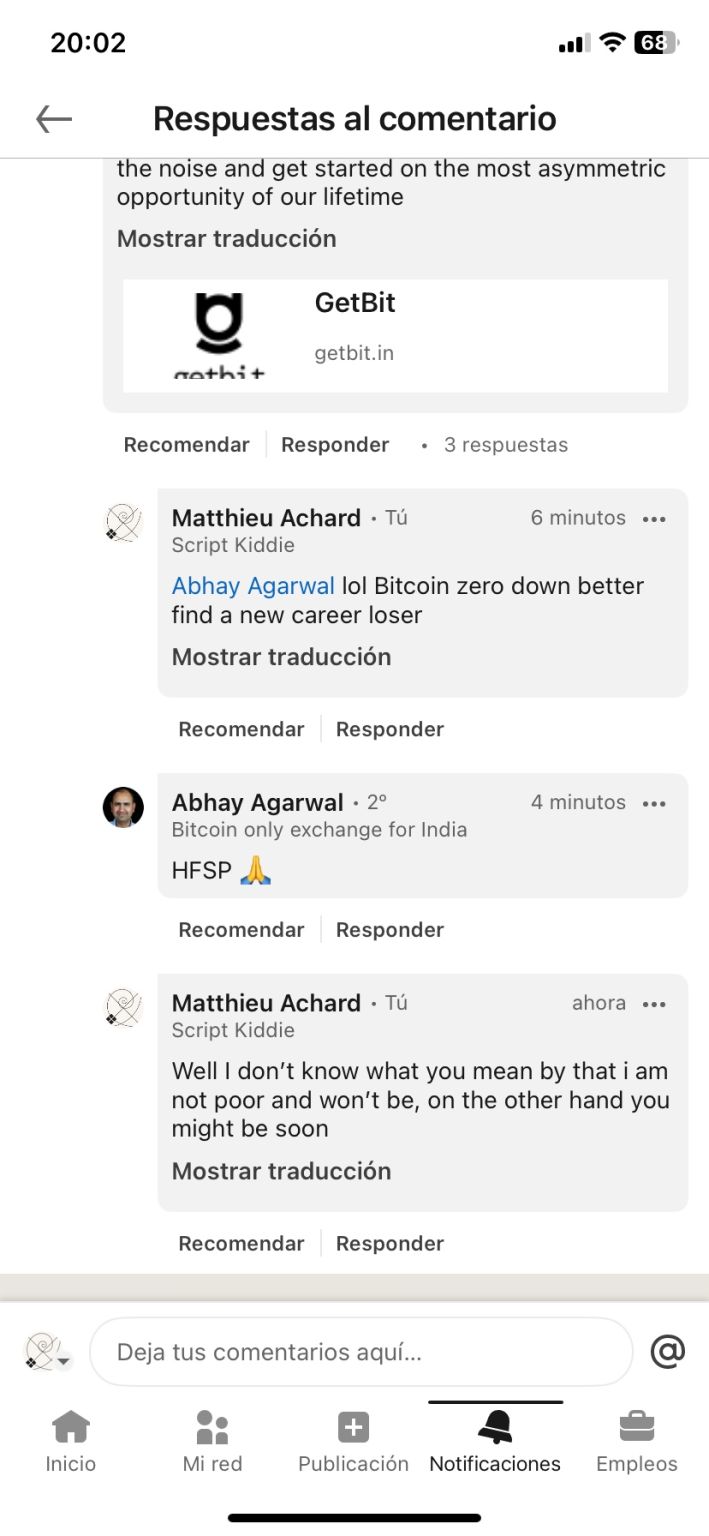 20:02
68
Respuestas al comentario
the noise and get started on the most asymmetric
opportunity of our lifetime
Mostrar traducción
getbit
GetBit
getbit.in
Recomendar
Responder
• 3 respuestas
Matthieu Achard • Tú
6 minutos
Script Kiddie
Abhay Agarwal lol Bitcoin zero down better
find a new career loser
Mostrar traducción
Recomendar
Responder
Abhay Agarwal • 2º
4 minutos
Bitcoin only exchange for India
HFSP 🙏
Recomendar
Responder
Matthieu Achard • Tú
ahora
Script Kiddie
Well I don’t know what you mean by that i am
not poor and won’t be, on the other hand you
might be soon
Mostrar traducción
Recomendar
Responder
Deja tus comentarios aquí...
@
Inicio
Mi red
Publicación
Notificaciones
Empleos